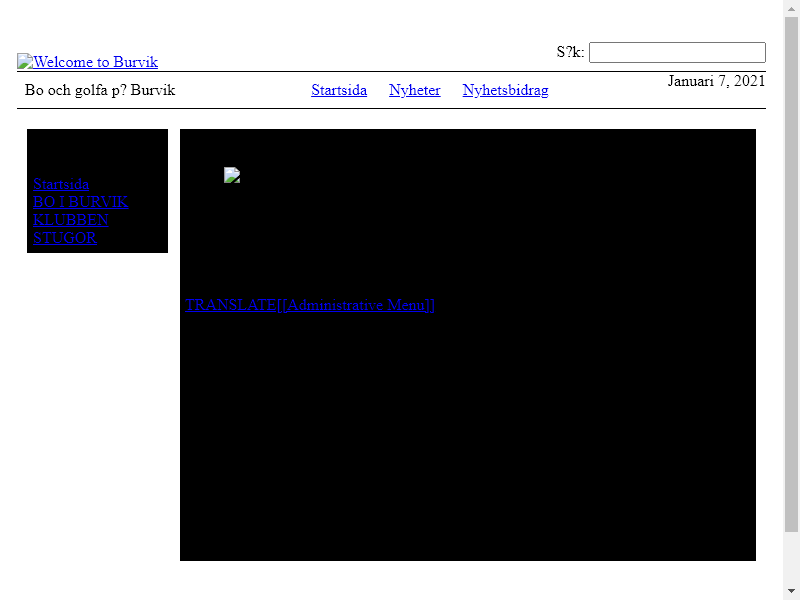 S?k:
Welcome to Burvik
Januari 7, 2021
Bo och golfa p? Burvik
Startsida Nyheter Nyhetsbidrag
Startsida
BO I BURVIK
KLUBBEN
STUGOR
TRANSLATE[[Administrative Menu]]